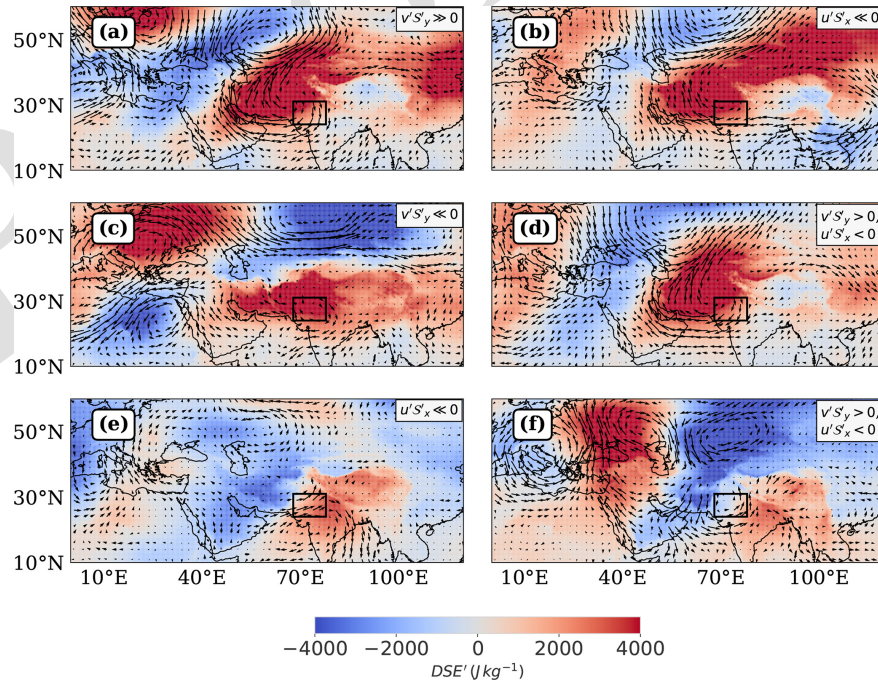 50°N (a) v′S′y ≫ 0 (b) u′S′x ≪ 0
30°N
10°N
50°N (c) v′S′y ≪ 0 (d) v′S′y > 0,
u′S′x < 0
30°N
10°N
50°N (e) u′S′x ≪ 0 (f) v′S′y > 0,
u′S′x < 0
30°N
10°N
10°E 40°E 70°E 100°E 10°E 40°E 70°E 100°E
−4000 −2000 0 2000 4000
DSE′ (J kg⁻¹)